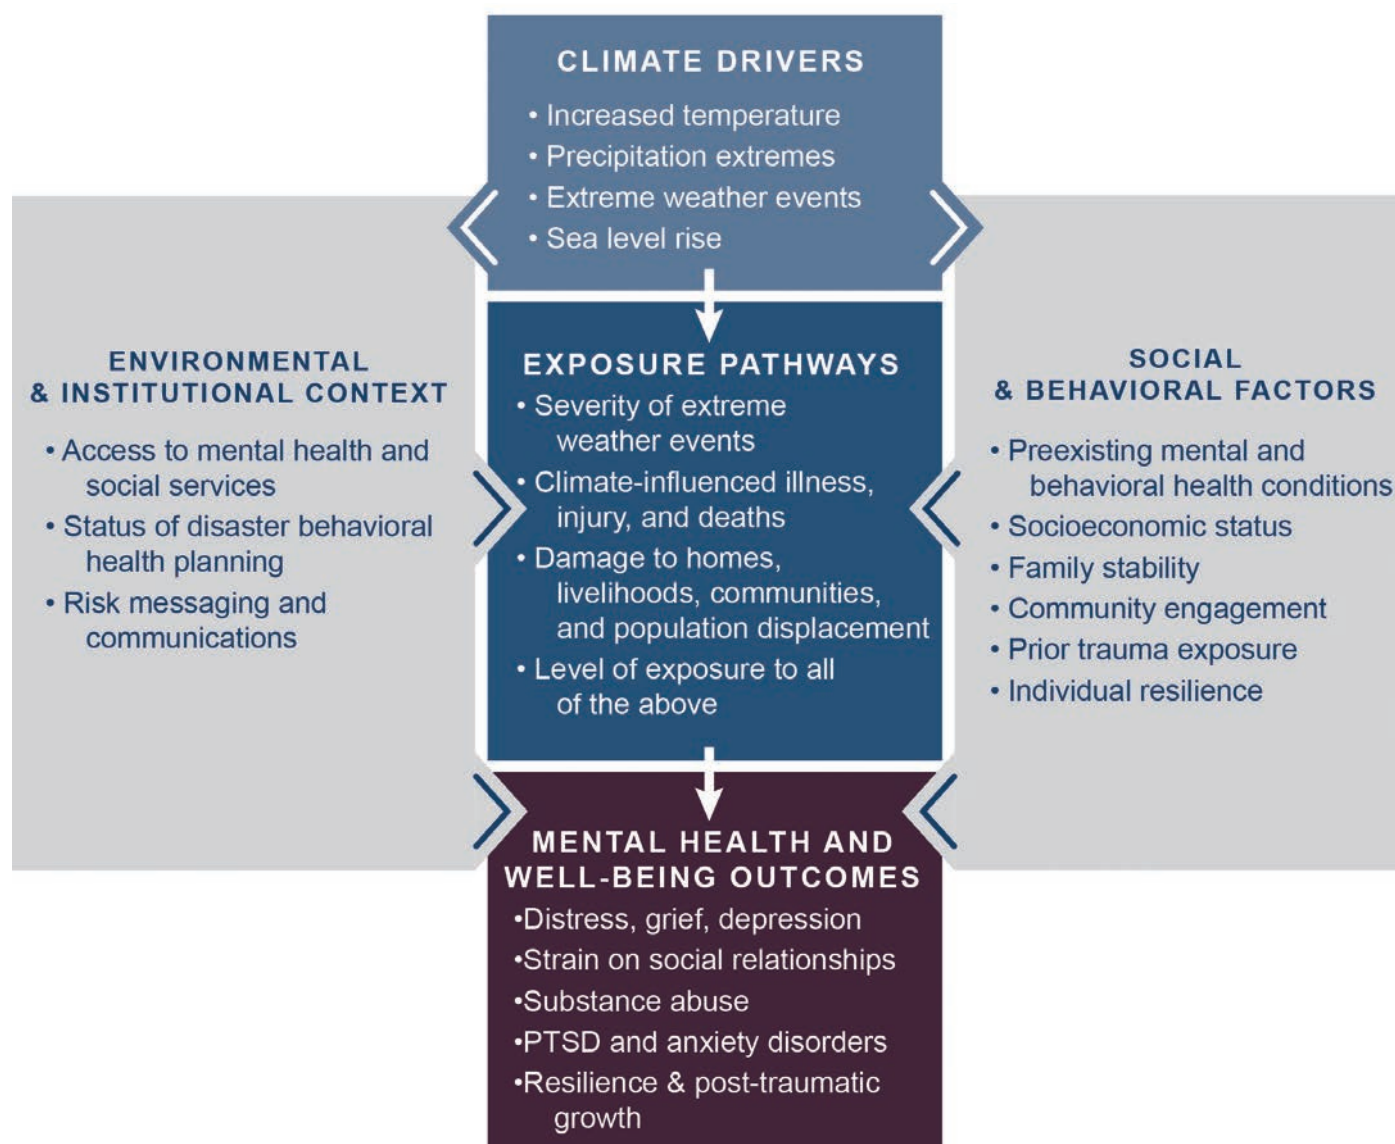 CLIMATE DRIVERS
• Increased temperature
• Precipitation extremes
• Extreme weather events
• Sea level rise
ENVIRONMENTAL
& INSTITUTIONAL CONTEXT
• Access to mental health and
social services
• Status of disaster behavioral
health planning
• Risk messaging and
communications
EXPOSURE PATHWAYS
• Severity of extreme
weather events
• Climate-influenced illness,
injury, and deaths
• Damage to homes,
livelihoods, communities,
and population displacement
• Level of exposure to all
of the above
SOCIAL
& BEHAVIORAL FACTORS
• Preexisting mental and
behavioral health conditions
• Socioeconomic status
• Family stability
• Community engagement
• Prior trauma exposure
• Individual resilience
MENTAL HEALTH AND
WELL-BEING OUTCOMES
•Distress, grief, depression
•Strain on social relationships
•Substance abuse
•PTSD and anxiety disorders
•Resilience & post-traumatic
growth